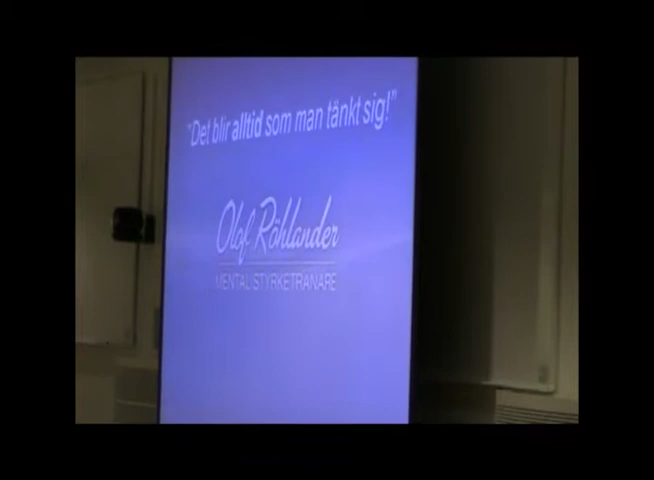 "Det blir alltid som man tänkt sig!"
Olof Röhlander
MENTAL STYRKETRÄNARE